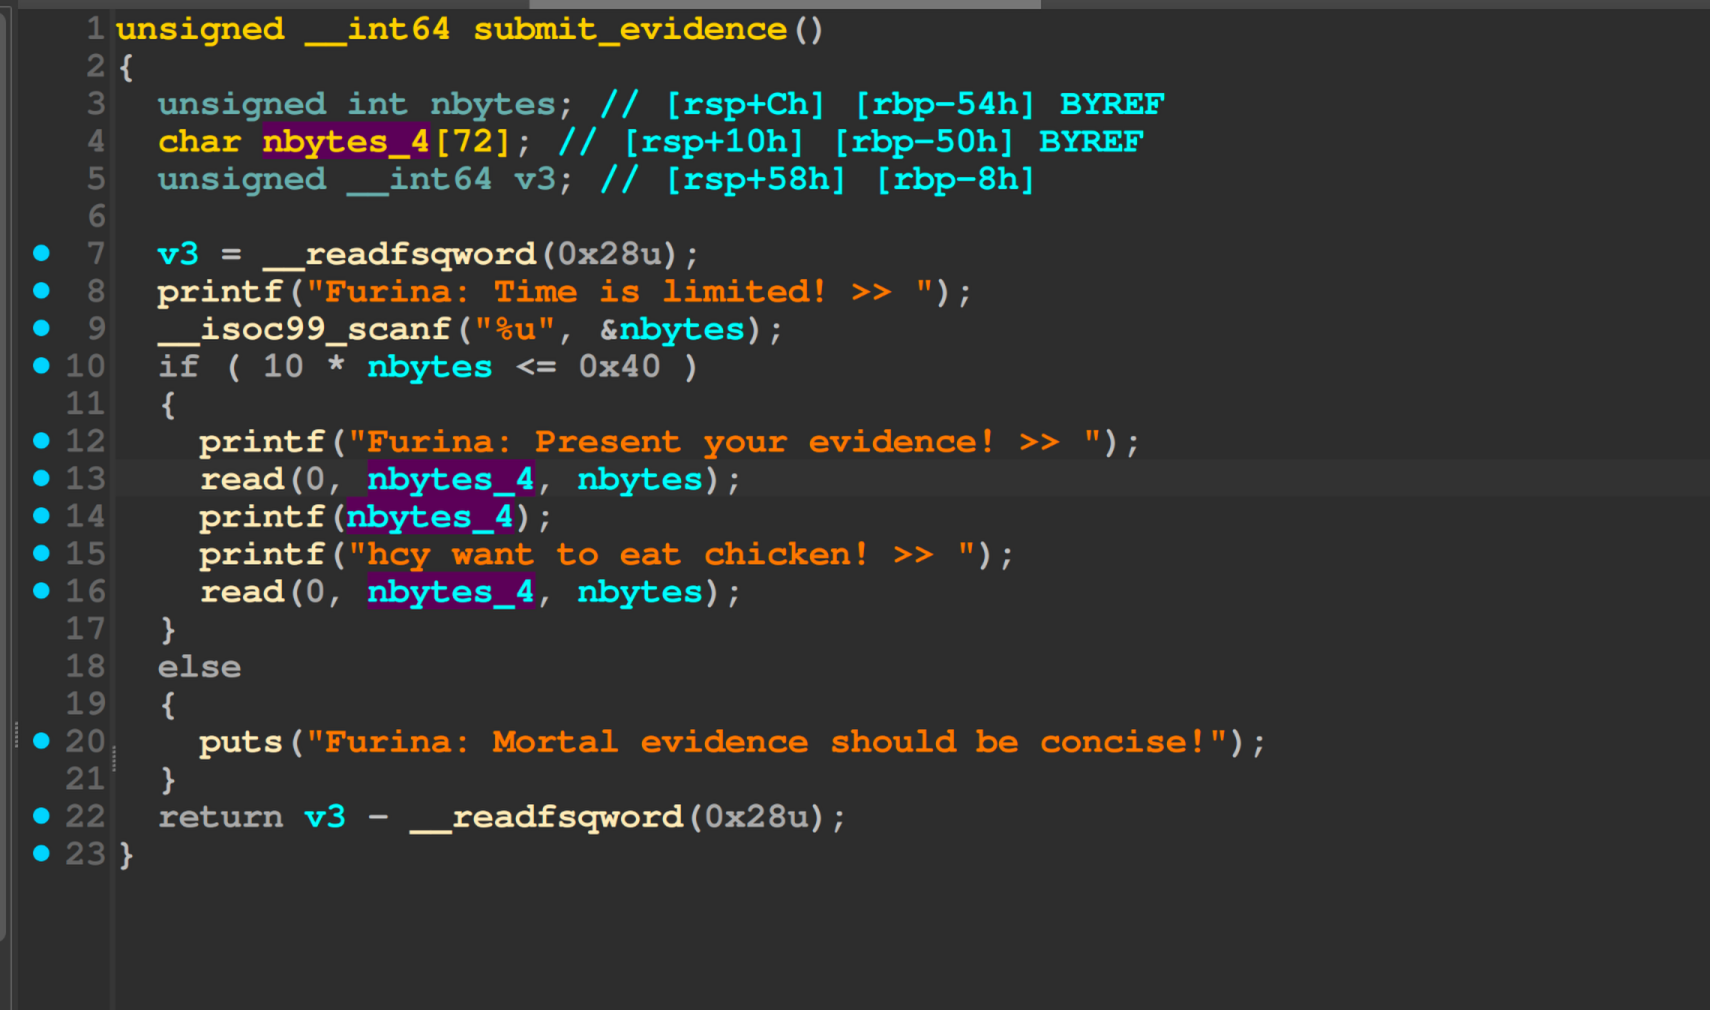 1 unsigned __int64 submit_evidence()
2 {
3   unsigned int nbytes; // [rsp+Ch] [rbp-54h] BYREF
4   char nbytes_4[72]; // [rsp+10h] [rbp-50h] BYREF
5   unsigned __int64 v3; // [rsp+58h] [rbp-8h]
6
7   v3 = __readfsqword(0x28u);
8   printf("Furina: Time is limited! >> ");
9   __isoc99_scanf("%u", &nbytes);
10   if ( 10 * nbytes <= 0x40 )
11   {
12     printf("Furina: Present your evidence! >> ");
13     read(0, nbytes_4, nbytes);
14     printf(nbytes_4);
15     printf("hcy want to eat chicken! >> ");
16     read(0, nbytes_4, nbytes);
17   }
18   else
19   {
20     puts("Furina: Mortal evidence should be concise!");
21   }
22   return v3 - __readfsqword(0x28u);
23 }